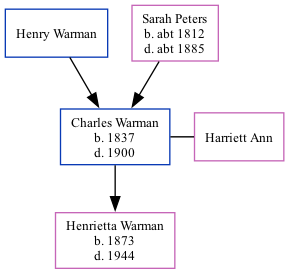 Henry Warman
Sarah Peters
b. abt 1812
d. abt 1885
Charles Warman
b. 1837
d. 1900
Harriett Ann
Henrietta Warman
b. 1873
d. 1944